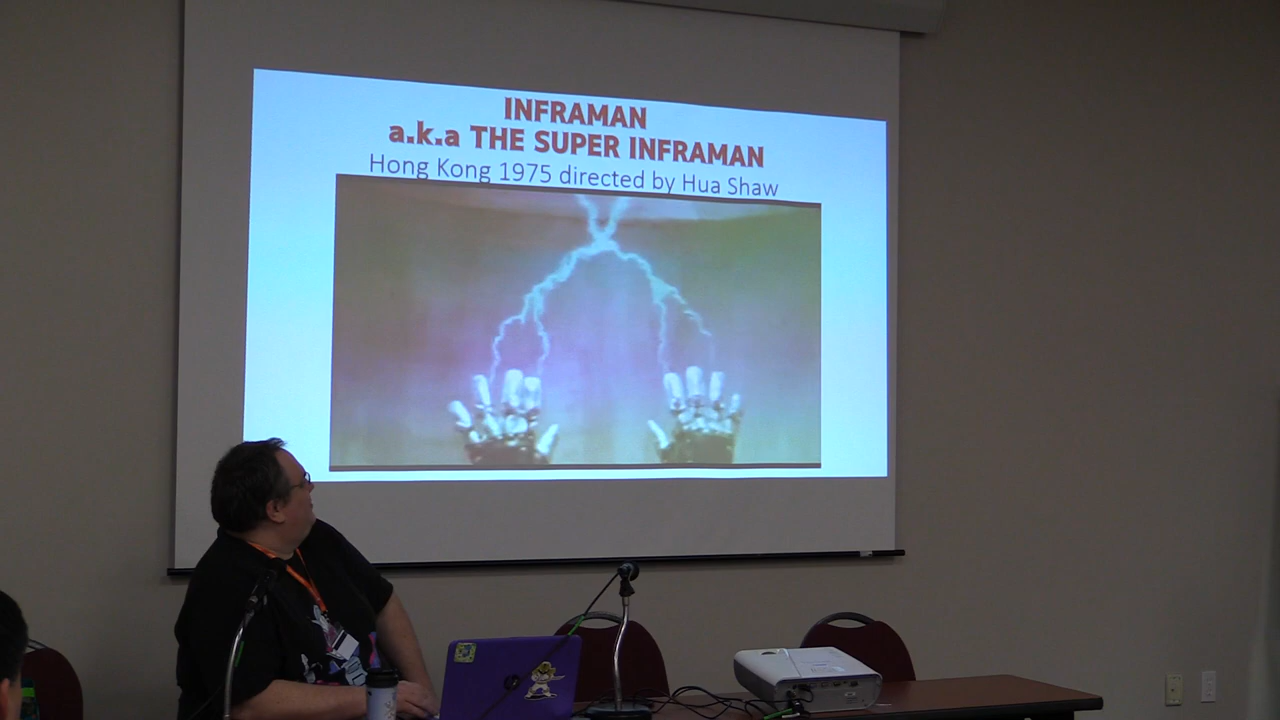 INFRAMAN
a.k.a THE SUPER INFRAMAN
Hong Kong 1975 directed by Hua Shaw